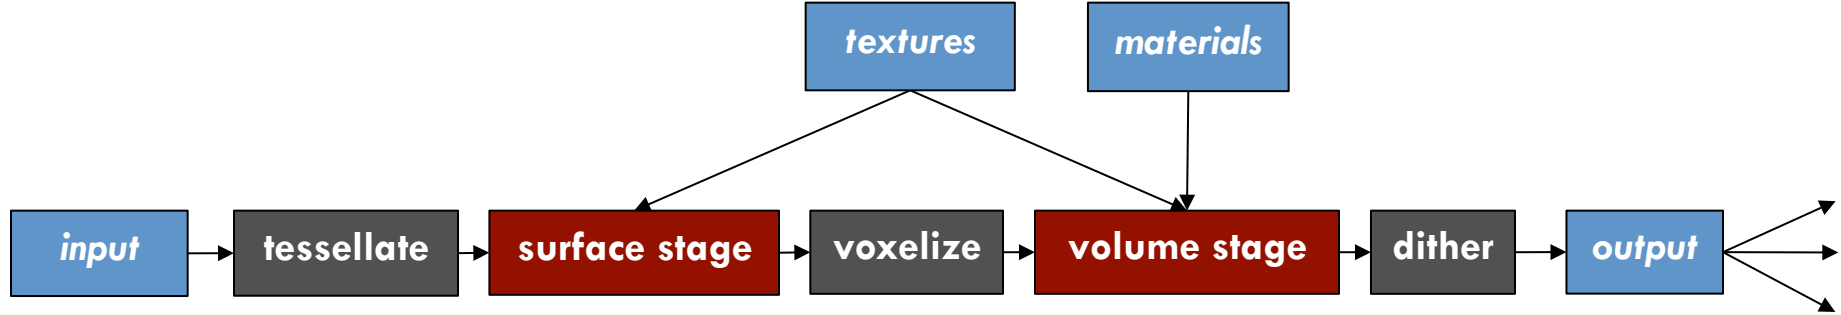 textures
materials
input
tessellate
surface stage
voxelize
volume stage
dither
output